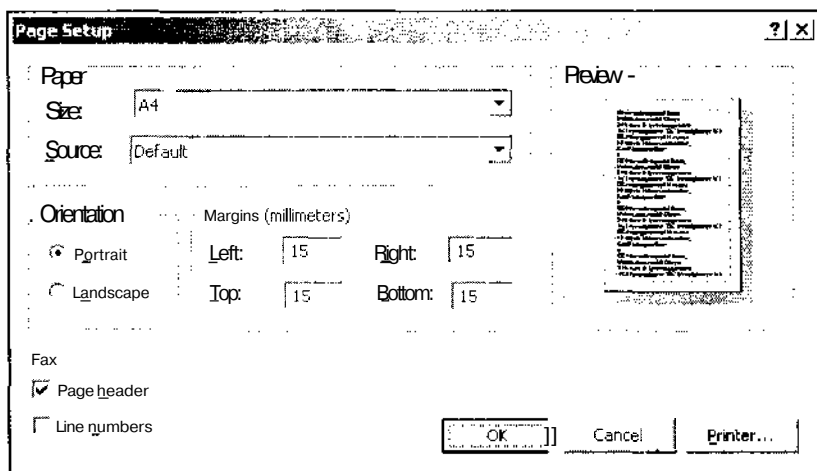 Page Setup ? ×
Paper
Size: A4
Source: Default
Preview -
Orientation
Portrait
Landscape
Margins (millimeters)
Left: 15 Right: 15
Top: 15 Bottom: 15
Fax
Page header
Line numbers
OK Cancel Printer...